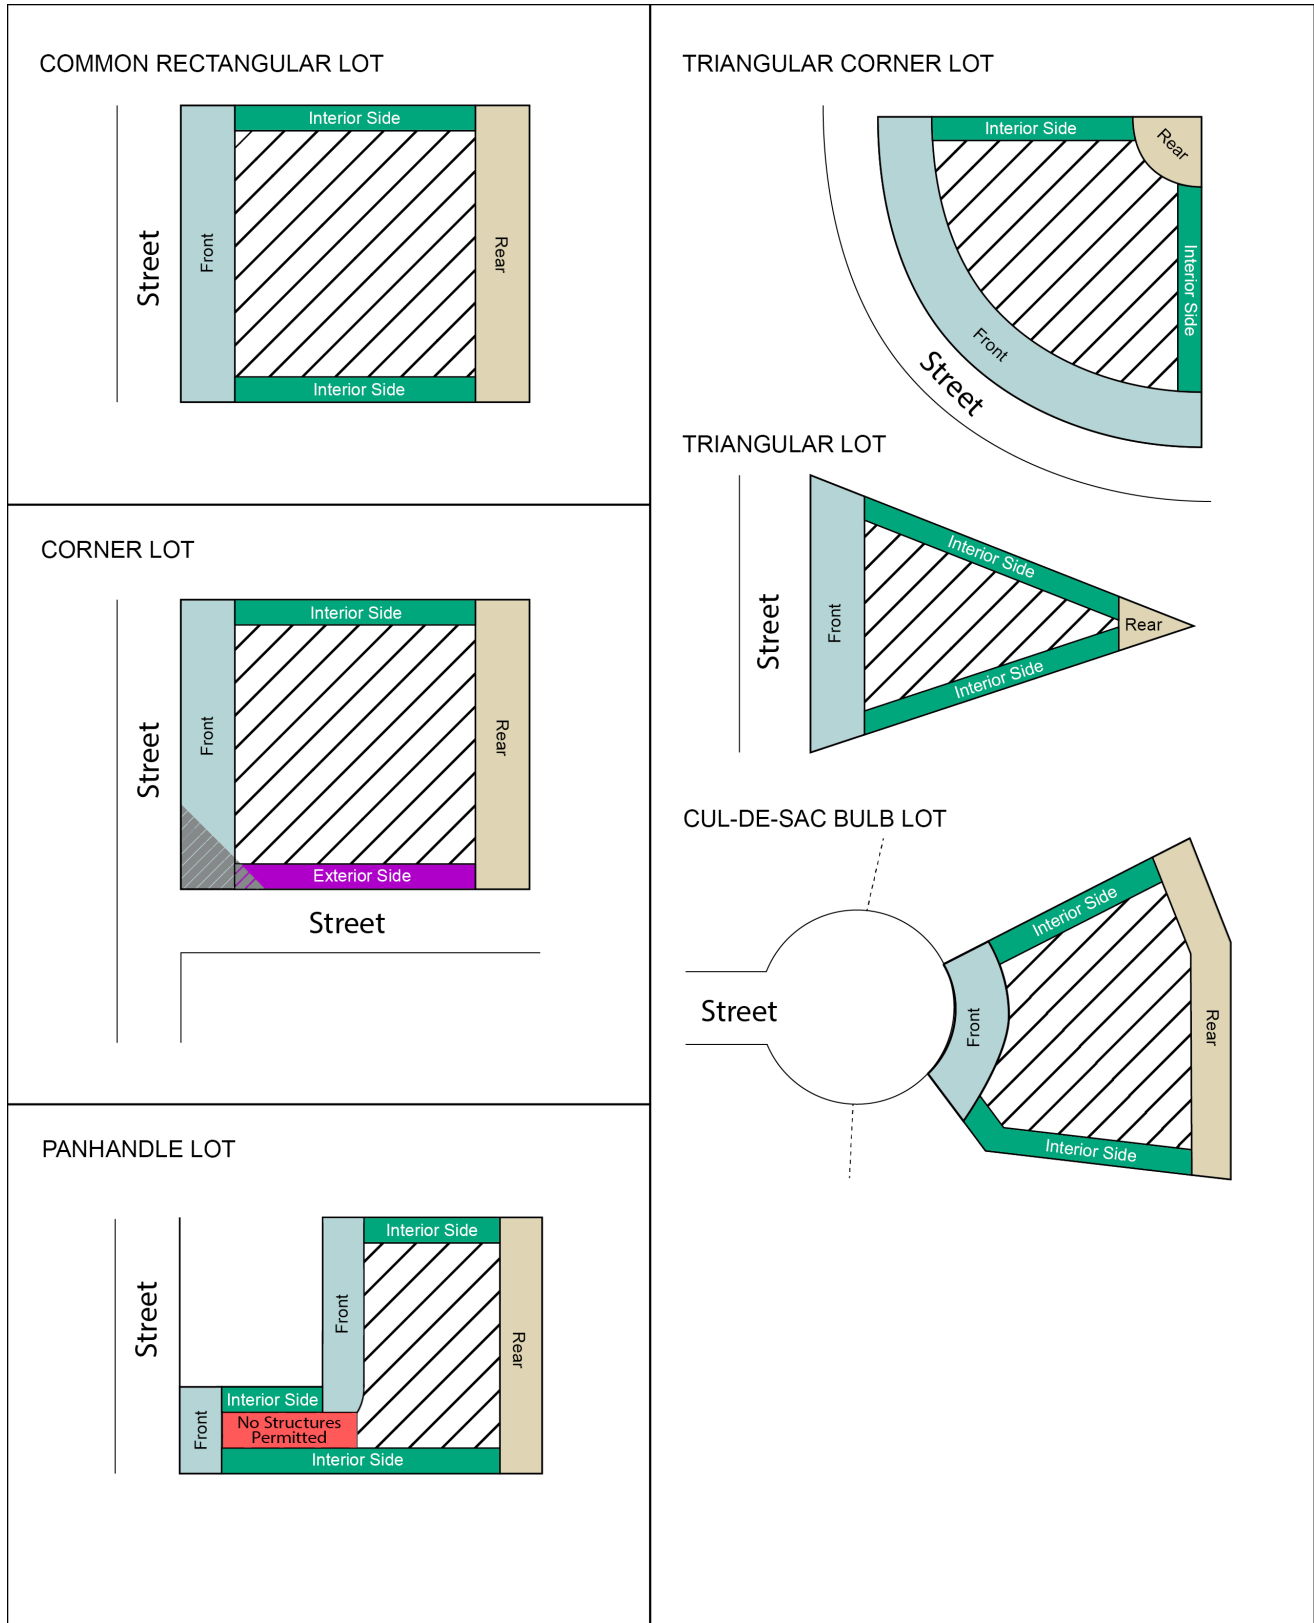 COMMON RECTANGULAR LOT
Interior Side
Street
Front
Rear
Interior Side
CORNER LOT
Interior Side
Street
Front
Rear
Exterior Side
Street
PANHANDLE LOT
Interior Side
Street
Front
Rear
Interior Side
Front
No Structures
Permitted
Interior Side
TRIANGULAR CORNER LOT
Interior Side
Rear
Interior Side
Front
Street
TRIANGULAR LOT
Interior Side
Street
Front
Rear
Interior Side
CUL-DE-SAC BULB LOT
Interior Side
Street
Front
Rear
Interior Side